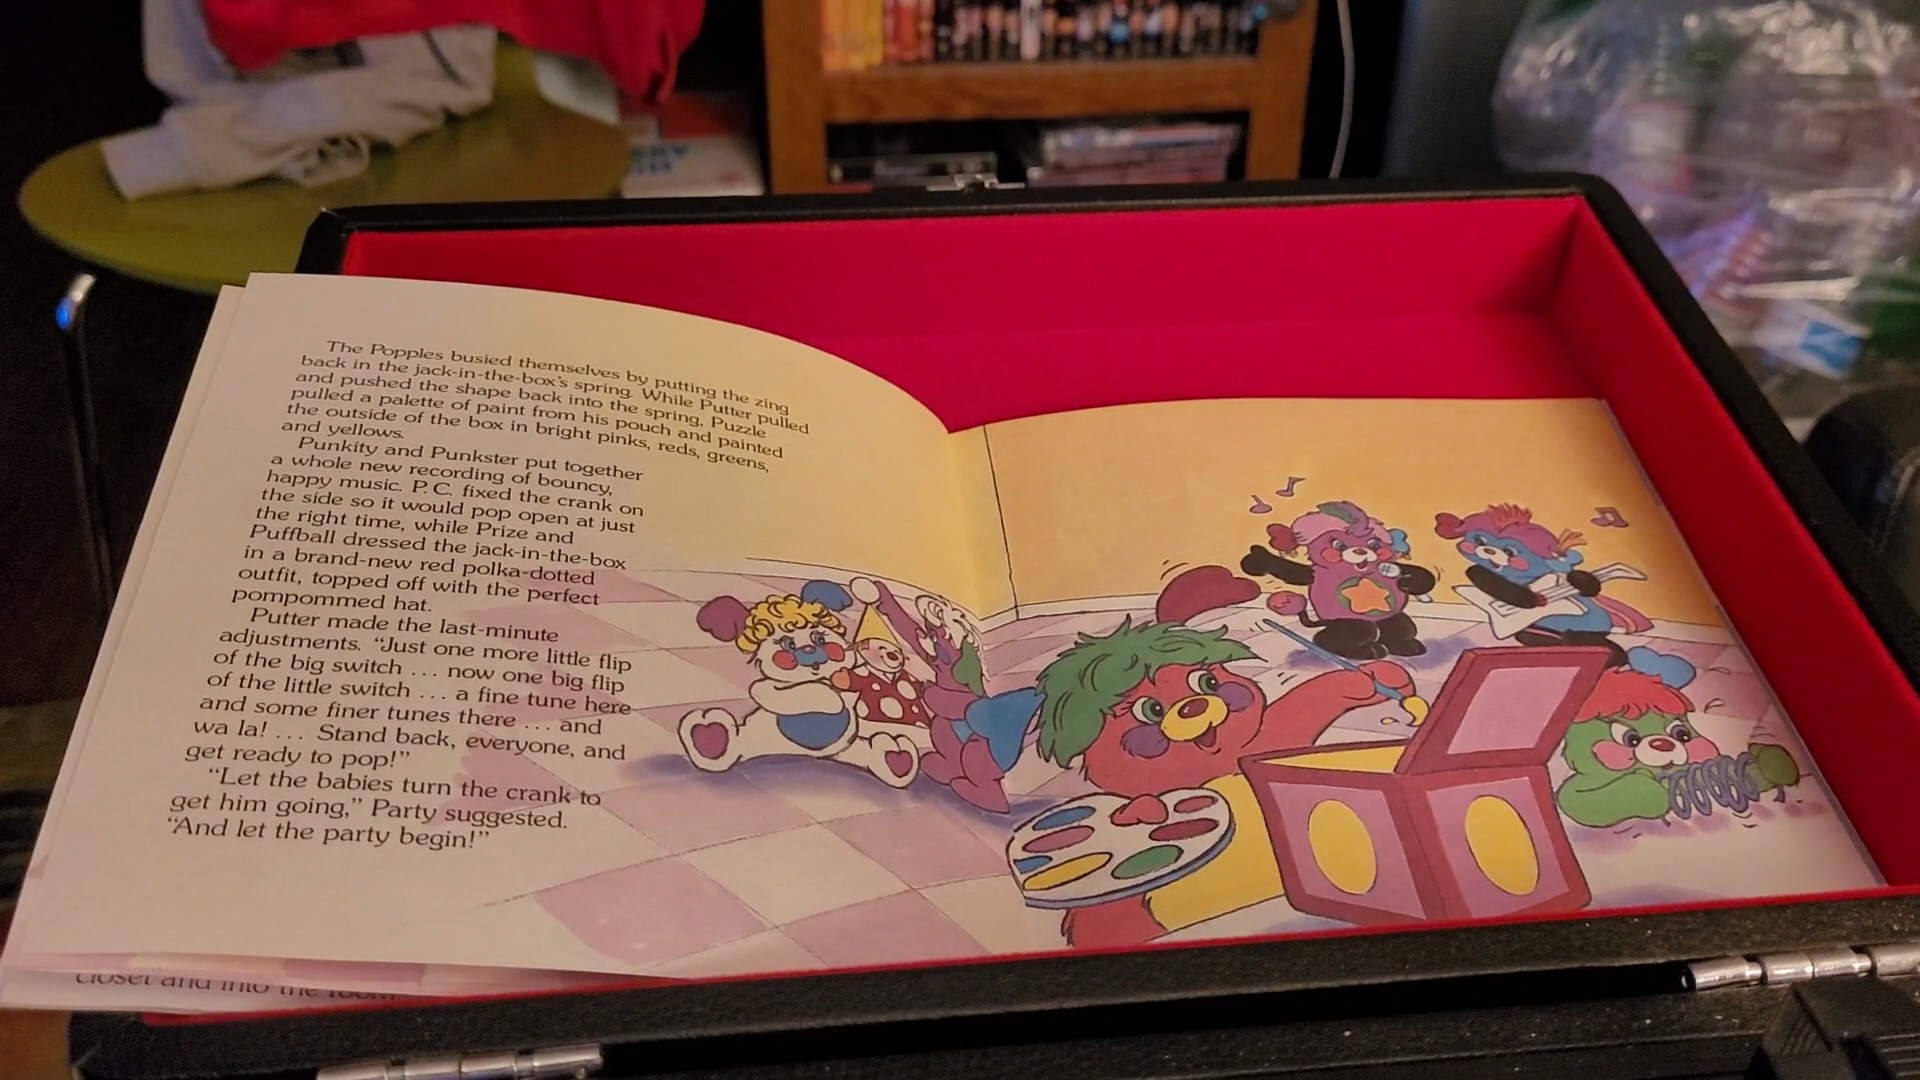 The Popples busied themselves by putting the zing
back in the jack-in-the-box's spring. While Putter pulled
and pushed the shape back into the spring, Puzzle
pulled a palette of paint from his pouch and painted
the outside of the box in bright pinks, reds, greens,
and yellows.
Punkity and Punkster put together
a whole new recording of bouncy,
happy music. P.C. fixed the crank on
the side so it would pop open at just
the right time, while Prize and
Puffball dressed the jack-in-the-box
in a brand-new red polka-dotted
outfit, topped off with the perfect
pompommed hat.
Putter made the last-minute
adjustments. “Just one more little flip
of the big switch ... now one big flip
of the little switch ... a fine tune here
and some finer tunes there ... and
wa la! ... Stand back, everyone, and
get ready to pop!”
“Let the babies turn the crank to
get him going,” Party suggested.
“And let the party begin!”
closet and into the room